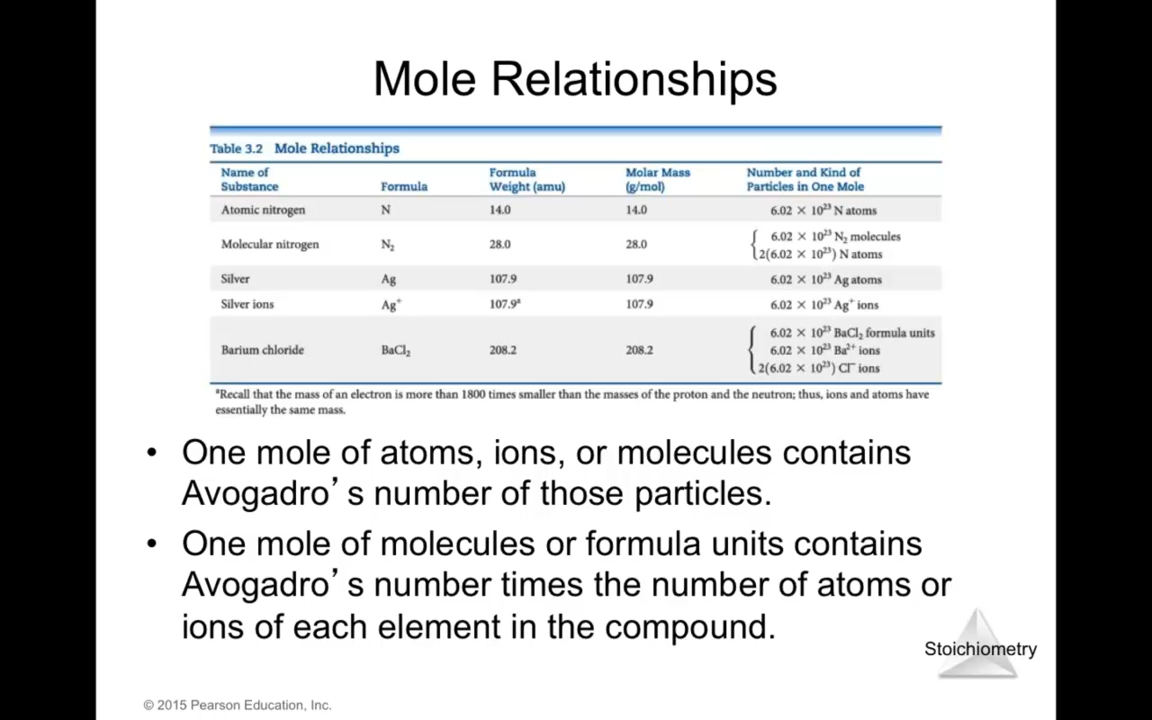 Mole Relationships
Table 3.2 Mole Relationships
Name of Substance Formula Formula Weight (amu) Molar Mass (g/mol) Number and Kind of Particles in One Mole
Atomic nitrogen N 14.0 14.0 6.02 × 10²³ N atoms
Molecular nitrogen N₂ 28.0 28.0 { 6.02 × 10²³ N₂ molecules
2(6.02 × 10²³) N atoms
Silver Ag 107.9 107.9 6.02 × 10²³ Ag atoms
Silver ions Ag⁺ 107.9ᵃ 107.9 6.02 × 10²³ Ag⁺ ions
Barium chloride BaCl₂ 208.2 208.2 { 6.02 × 10²³ BaCl₂ formula units
6.02 × 10²³ Ba²⁺ ions
2(6.02 × 10²³) Cl⁻ ions
ᵃRecall that the mass of an electron is more than 1800 times smaller than the masses of the proton and the neutron; thus, ions and atoms have
essentially the same mass.
• One mole of atoms, ions, or molecules contains
Avogadro’s number of those particles.
• One mole of molecules or formula units contains
Avogadro’s number times the number of atoms or
ions of each element in the compound.
Stoichiometry
© 2015 Pearson Education, Inc.